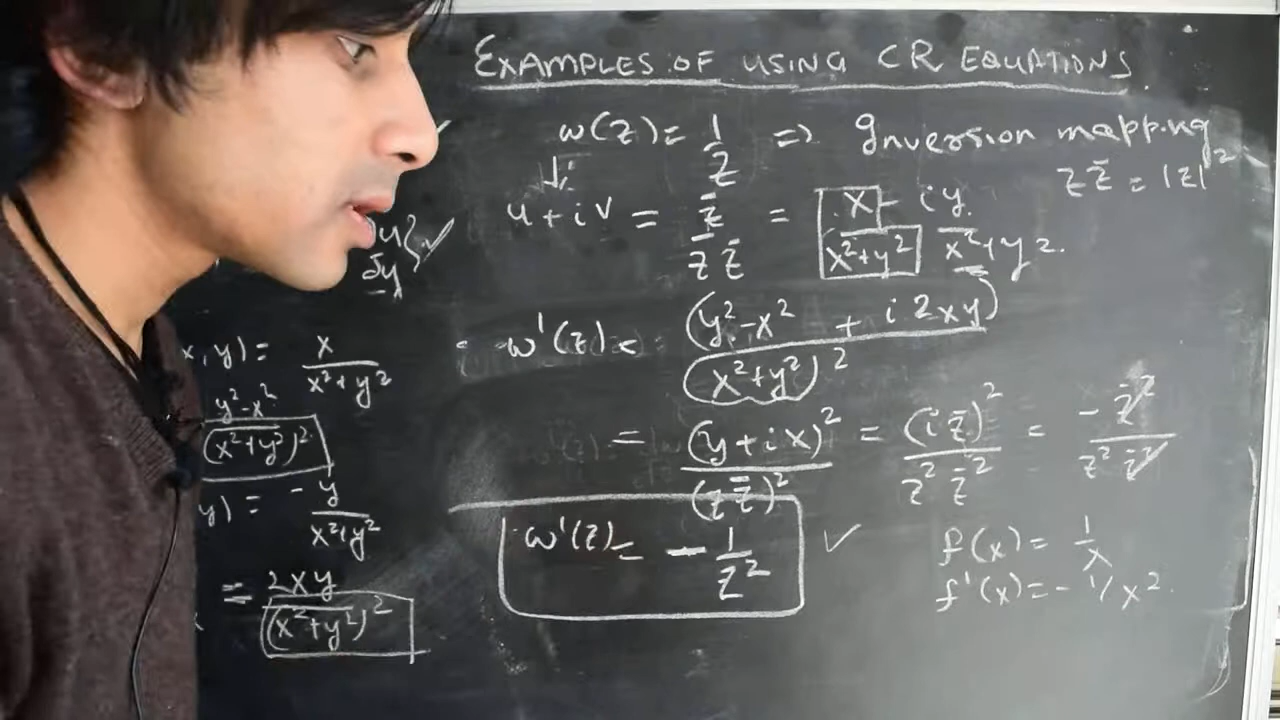 EXAMPLES OF USING CR EQUATIONS
w(z) = 1/z => Inversion mapping
↓
z z̄ = |z|²
u + iv = z̄/(z z̄) = x/(x²+y²) - iy/(x²+y²)
∂u/∂y
w'(z) = (y²-x² + i2xy)/(x²+y²)²
x,y) = x/(x²+y²)
(y²-x²)/(x²+y²)²
= (y+ix)²/(z z̄)² = (i z̄)²/(z² z̄²) = -z̄²/(z² z̄²)
y) = -y/(x²+y²)
w'(z) = -1/z²
f(x) = 1/x
f'(x) = -1/x².
= 2xy/(x²+y²)²